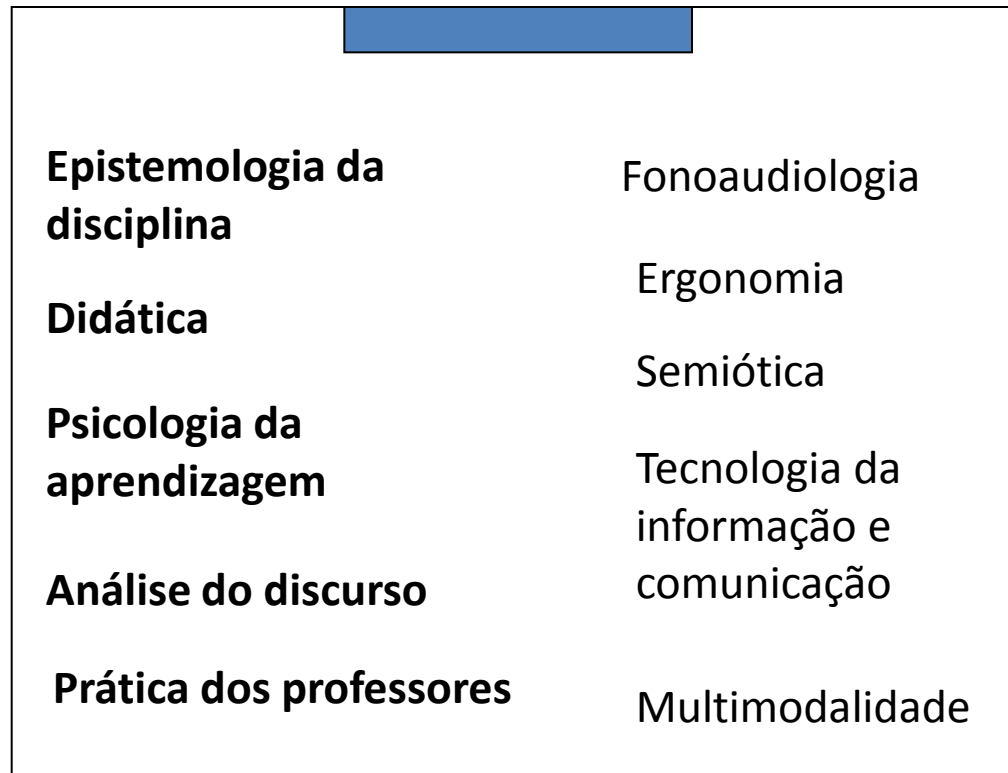 Epistemologia da
disciplina
Didática
Psicologia da
aprendizagem
Análise do discurso
Prática dos professores
Fonoaudiologia
Ergonomia
Semiótica
Tecnologia da
informação e
comunicação
Multimodalidade